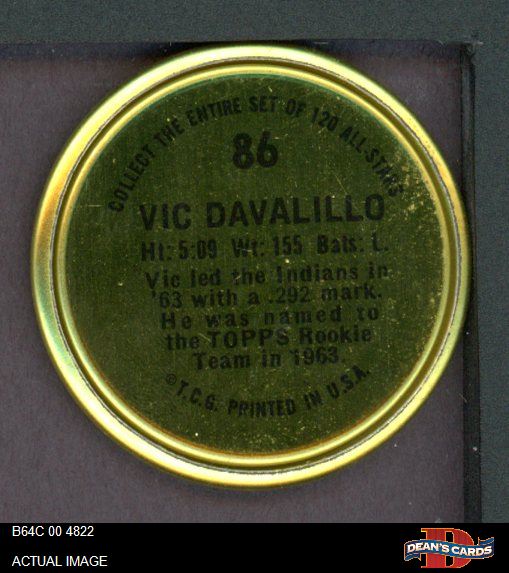 COLLECT THE ENTIRE SET OF 120 ALL-STARS
86
VIC DAVALILLO
Ht: 5:09 Wt: 155 Bats: L.
Vic led the Indians in
'63 with a .292 mark.
He was named to
the TOPPS Rookie
Team in 1963.
©T.C.G. PRINTED IN U.S.A.
B64C 00 4822
ACTUAL IMAGE
D
DEAN'S CARDS